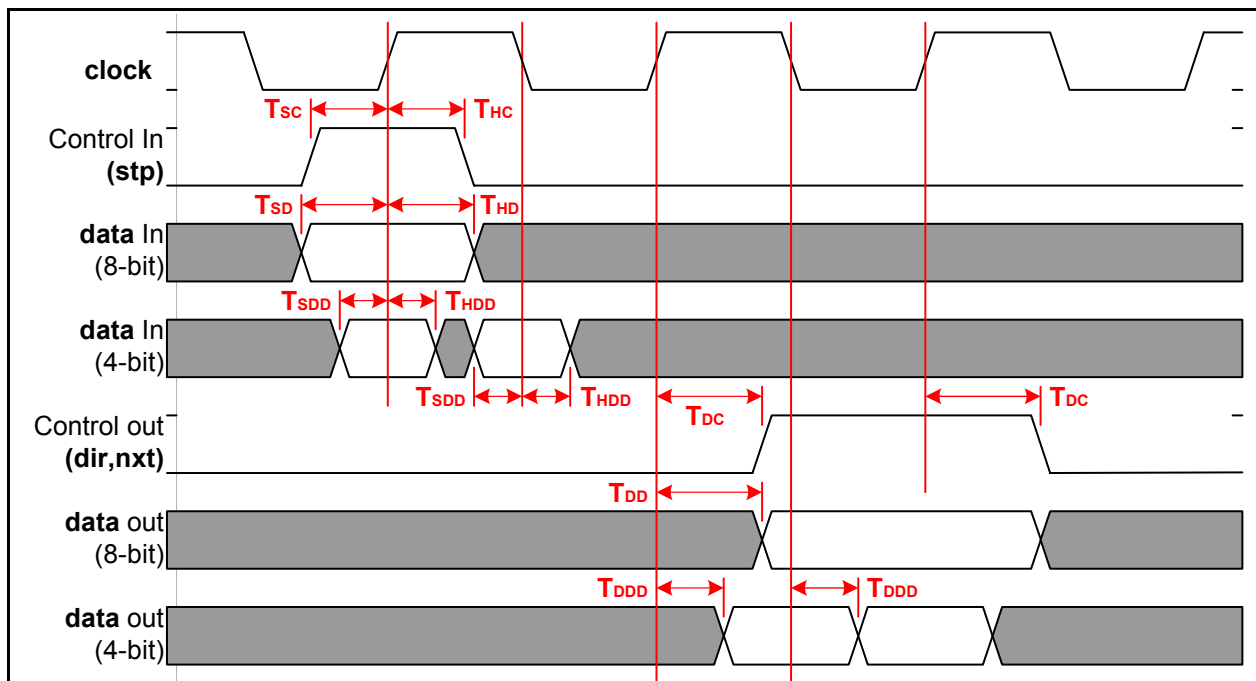 clock
TSC
THC
Control In
(stp)
TSD
THD
data In
(8-bit)
TSDD
THDD
data In
(4-bit)
TSDD
THDD
TDC
TDC
Control out
(dir,nxt)
TDD
data out
(8-bit)
TDDD
TDDD
data out
(4-bit)